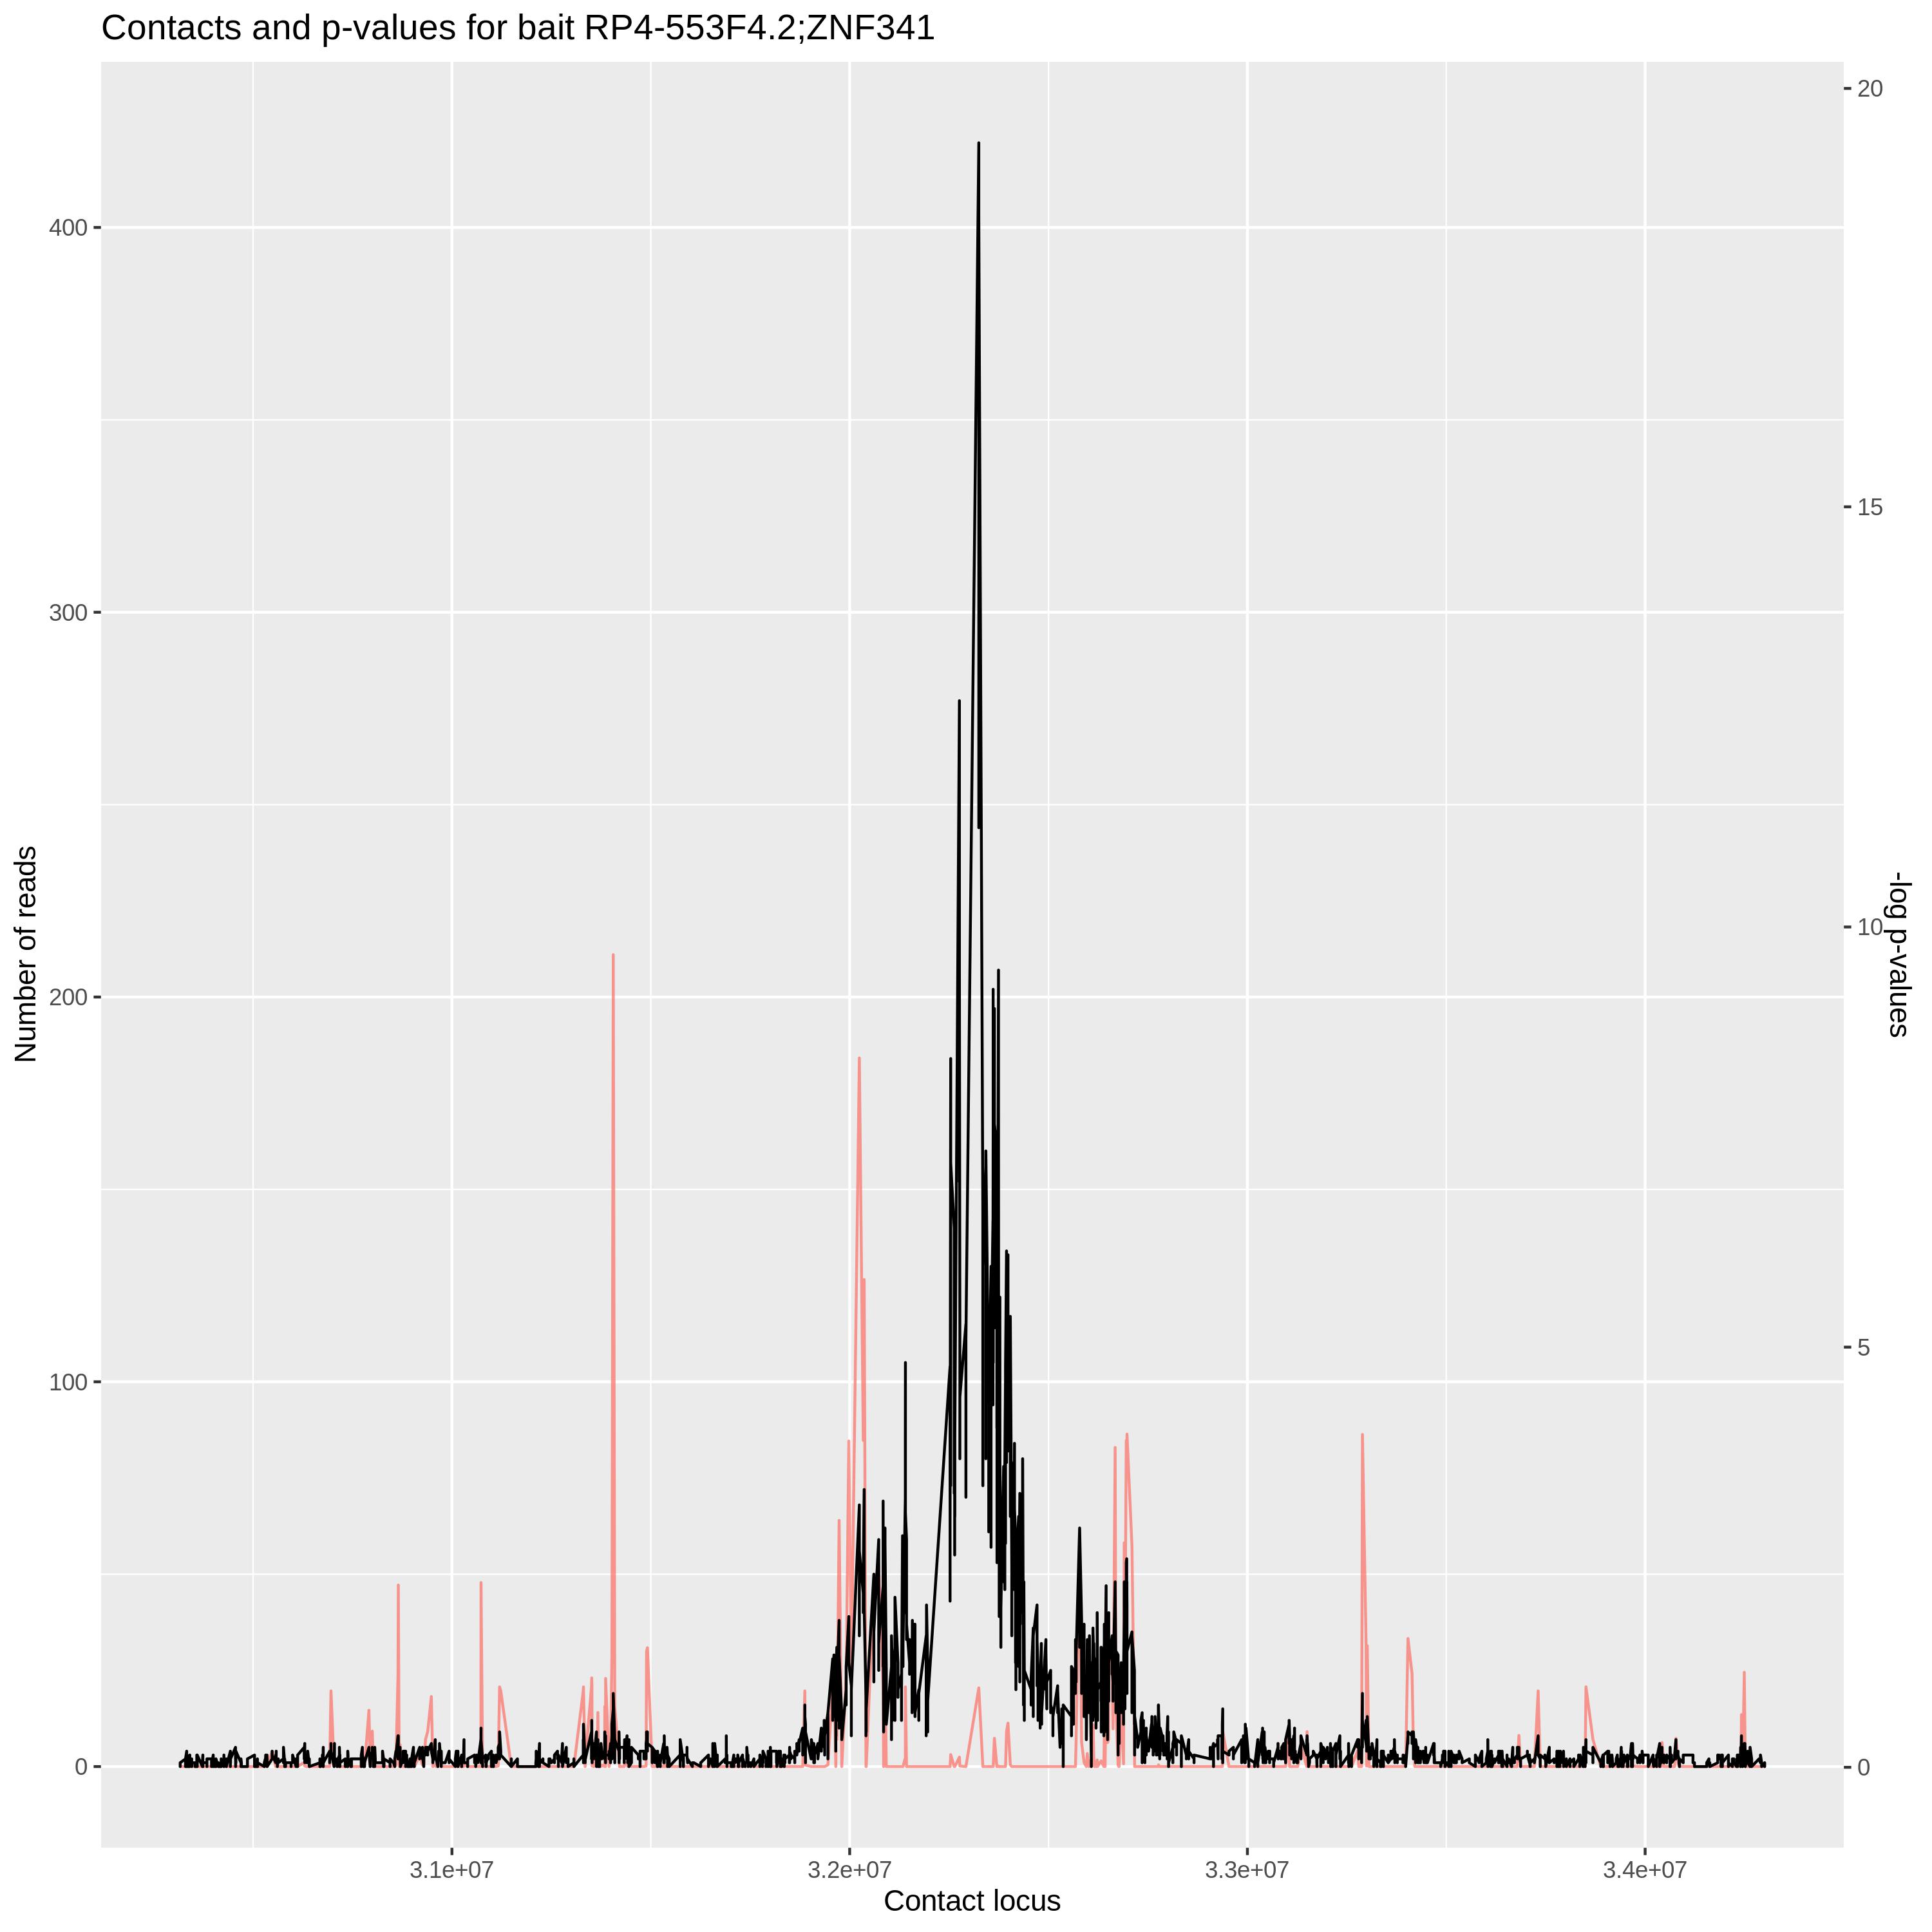 Contacts and p-values for bait RP4-553F4.2;ZNF341
20
400
15
300
Number of reads
-log p-values
10
200
5
100
0
0
3.1e+07
3.2e+07
3.3e+07
3.4e+07
Contact locus